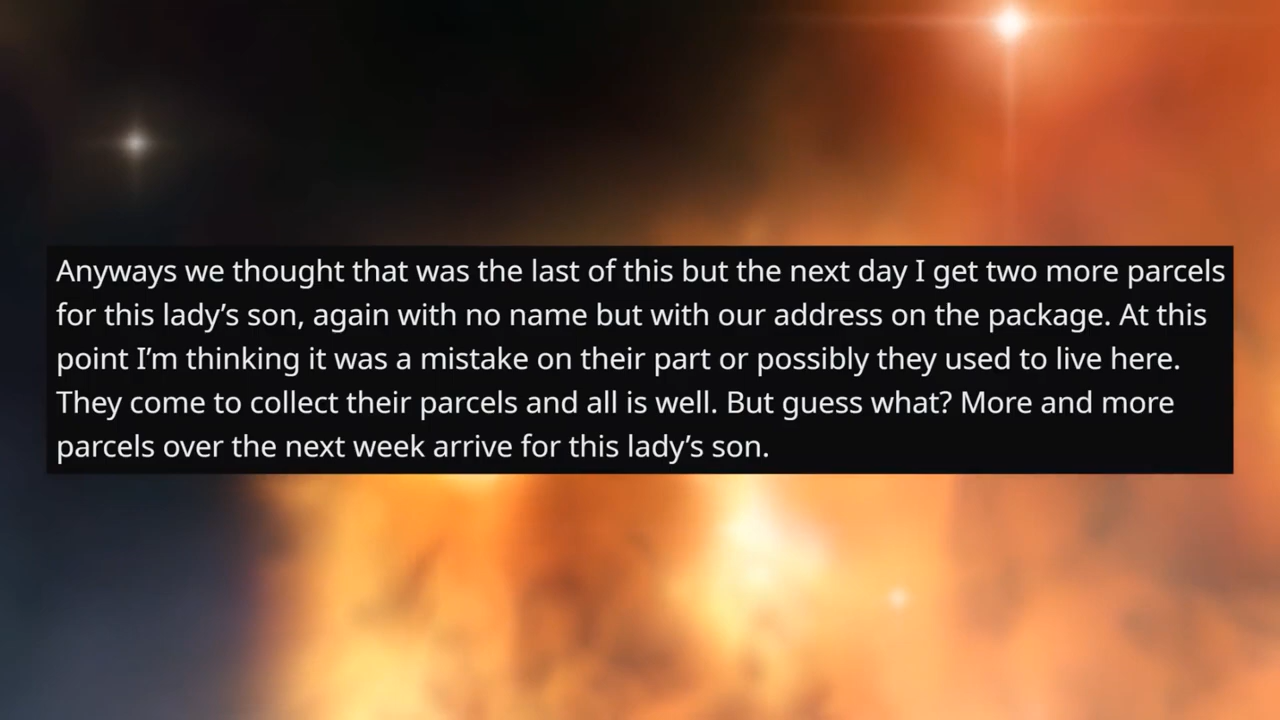 Anyways we thought that was the last of this but the next day I get two more parcels
for this lady’s son, again with no name but with our address on the package. At this
point I’m thinking it was a mistake on their part or possibly they used to live here.
They come to collect their parcels and all is well. But guess what? More and more
parcels over the next week arrive for this lady’s son.